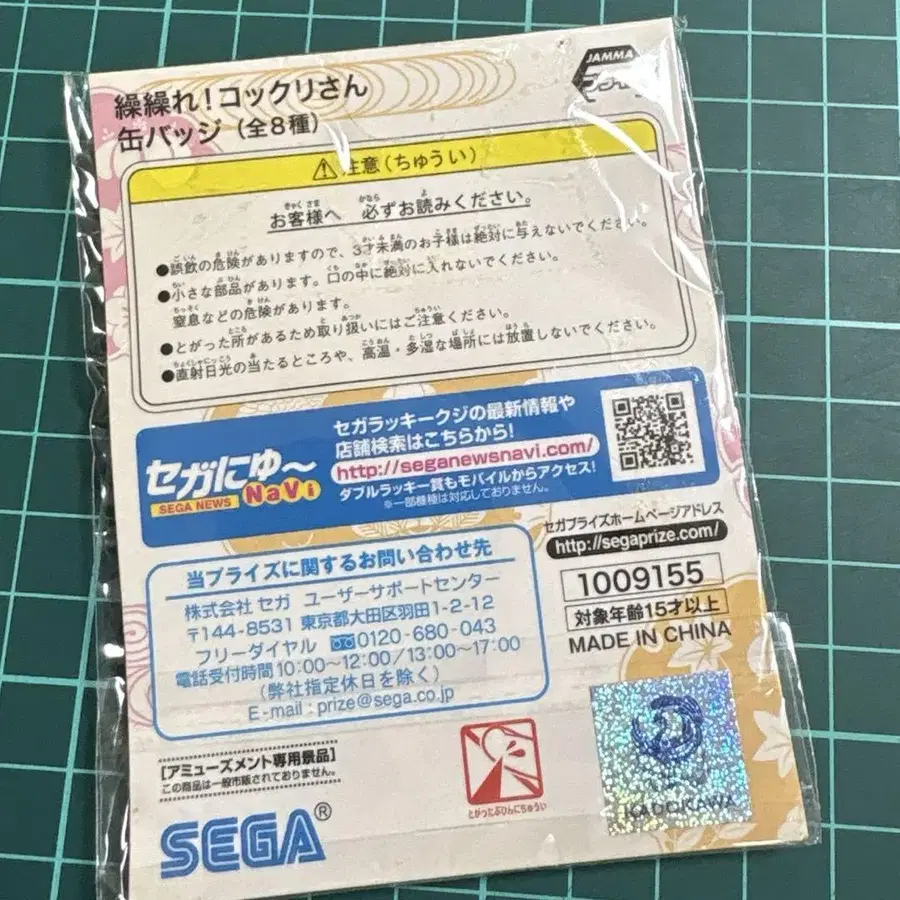 繰繰れ！コックリさん
缶バッジ（全8種）
JAMMA
注意（ちゅうい）
お客様へ 必ずお読みください。
●誤飲の危険がありますので、3才未満のお子様は絶対に与えないでください。
●小さな部品があります。口の中に絶対に入れないでください。
窒息などの危険があります。
●とがった所があるため取り扱いにはご注意ください。
●直射日光の当たるところや、高温・多湿な場所には放置しないでください。
セガにゅ〜
SEGA NEWS NaVi
セガラッキークジの最新情報や
店舗検索はこちらから！
http://seganewsnavi.com/
ダブルラッキー賞もモバイルからアクセス！
※一部機種は対応しておりません。
セガプライズホームページアドレス
http://segaprize.com/
当プライズに関するお問い合わせ先
株式会社 セガ ユーザーサポートセンター
〒144-8531 東京都大田区羽田1-2-12
フリーダイヤル 0120-680-043
電話受付時間 10:00〜12:00/13:00〜17:00
（弊社指定休日を除く）
E-mail : prize@sega.co.jp
1009155
対象年齢15才以上
MADE IN CHINA
［アミューズメント専用景品］
この商品は一般市販されておりません。
SEGA®
とがったぶひんにちゅうい
KADOKAWA